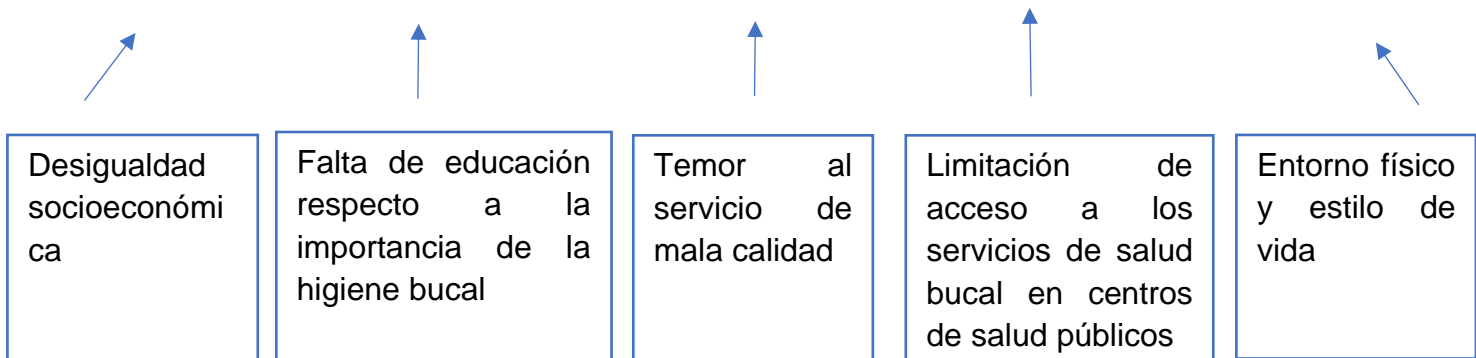 Desigualdad
socioeconómi
ca
Falta de educación
respecto a la
importancia de la
higiene bucal
Temor al
servicio de
mala calidad
Limitación de
acceso a los
servicios de salud
bucal en centros
de salud públicos
Entorno físico
y estilo de
vida